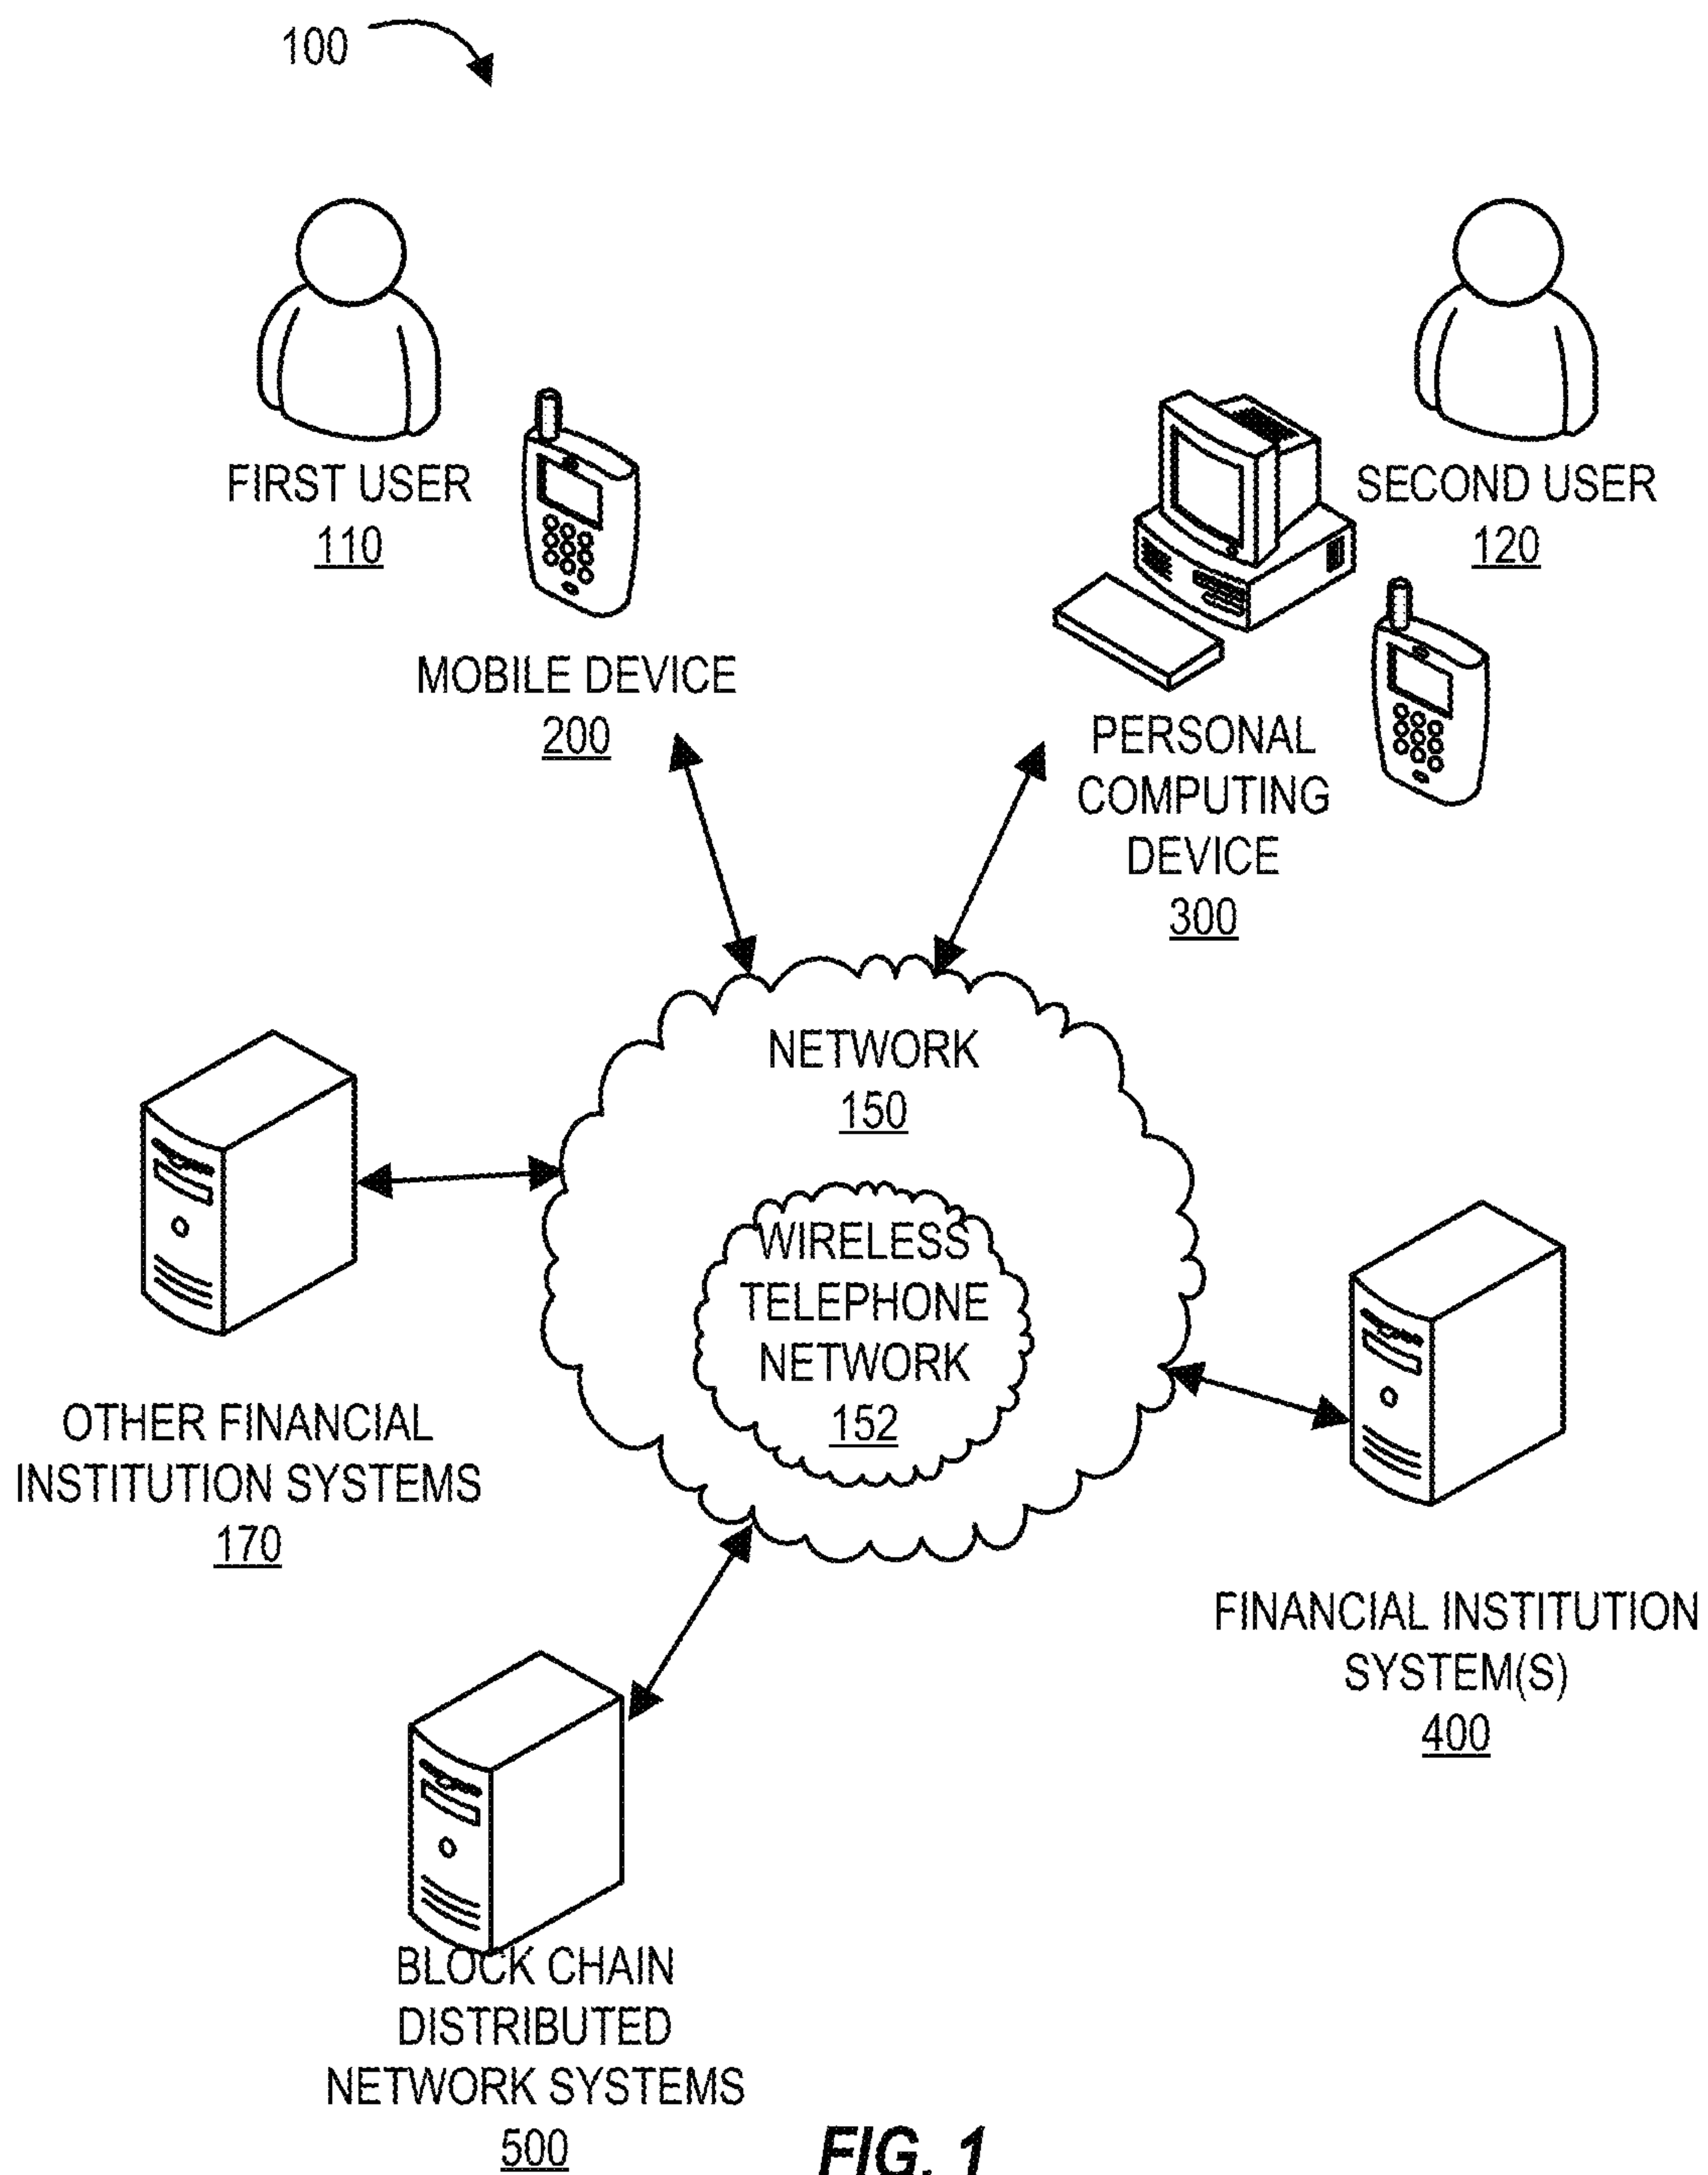 100
FIRST USER
110
SECOND USER
120
MOBILE DEVICE
200
PERSONAL
COMPUTING
DEVICE
300
NETWORK
150
WIRELESS
TELEPHONE
NETWORK
152
OTHER FINANCIAL
INSTITUTION SYSTEMS
170
FINANCIAL INSTITUTION
SYSTEM(S)
400
BLOCK CHAIN
DISTRIBUTED
NETWORK SYSTEMS
500
FIG. 1